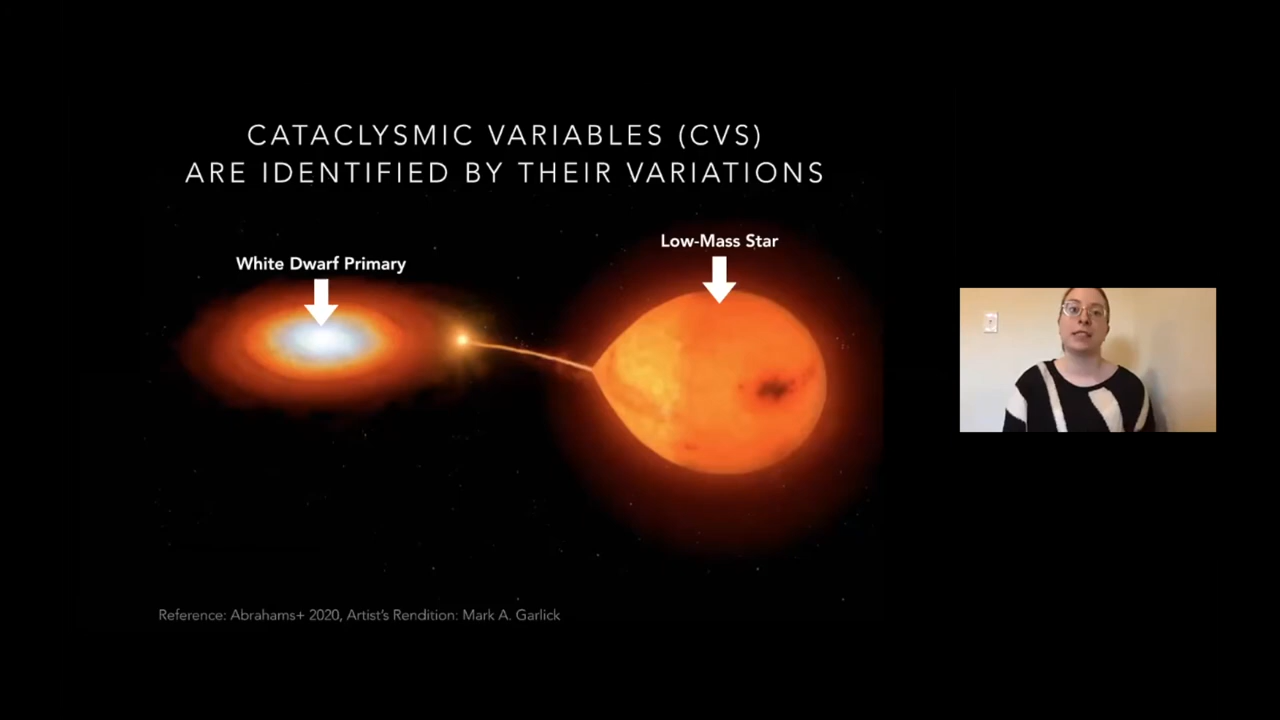 CATACLYSMIC VARIABLES (CVS)
ARE IDENTIFIED BY THEIR VARIATIONS
Low-Mass Star
White Dwarf Primary
Reference: Abrahams+ 2020, Artist's Rendition: Mark A. Garlick